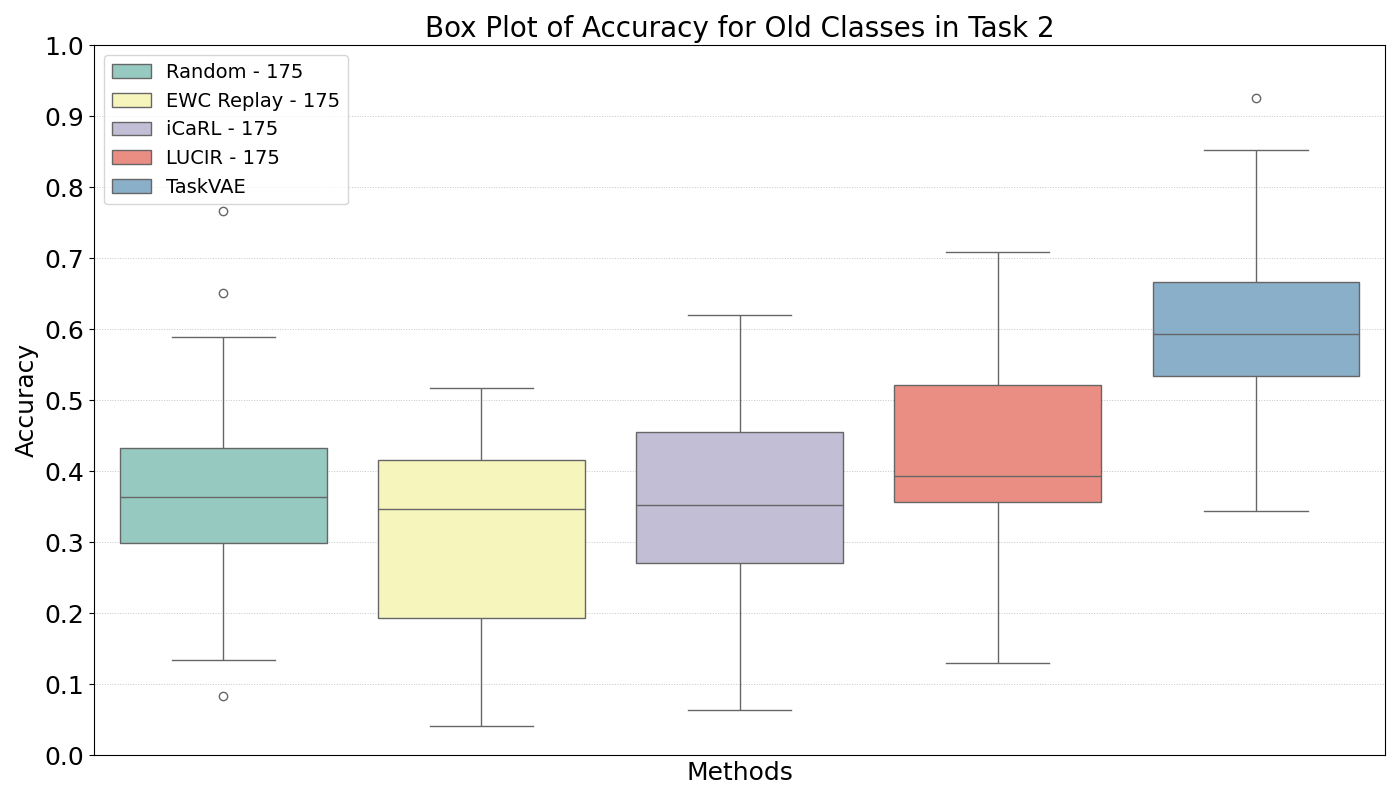 Box Plot of Accuracy for Old Classes in Task 2
1.0
0.9
0.8
0.7
0.6
0.5
0.4
0.3
0.2
0.1
0.0
Accuracy
Random - 175
EWC Replay - 175
iCaRL - 175
LUCIR - 175
TaskVAE
Methods